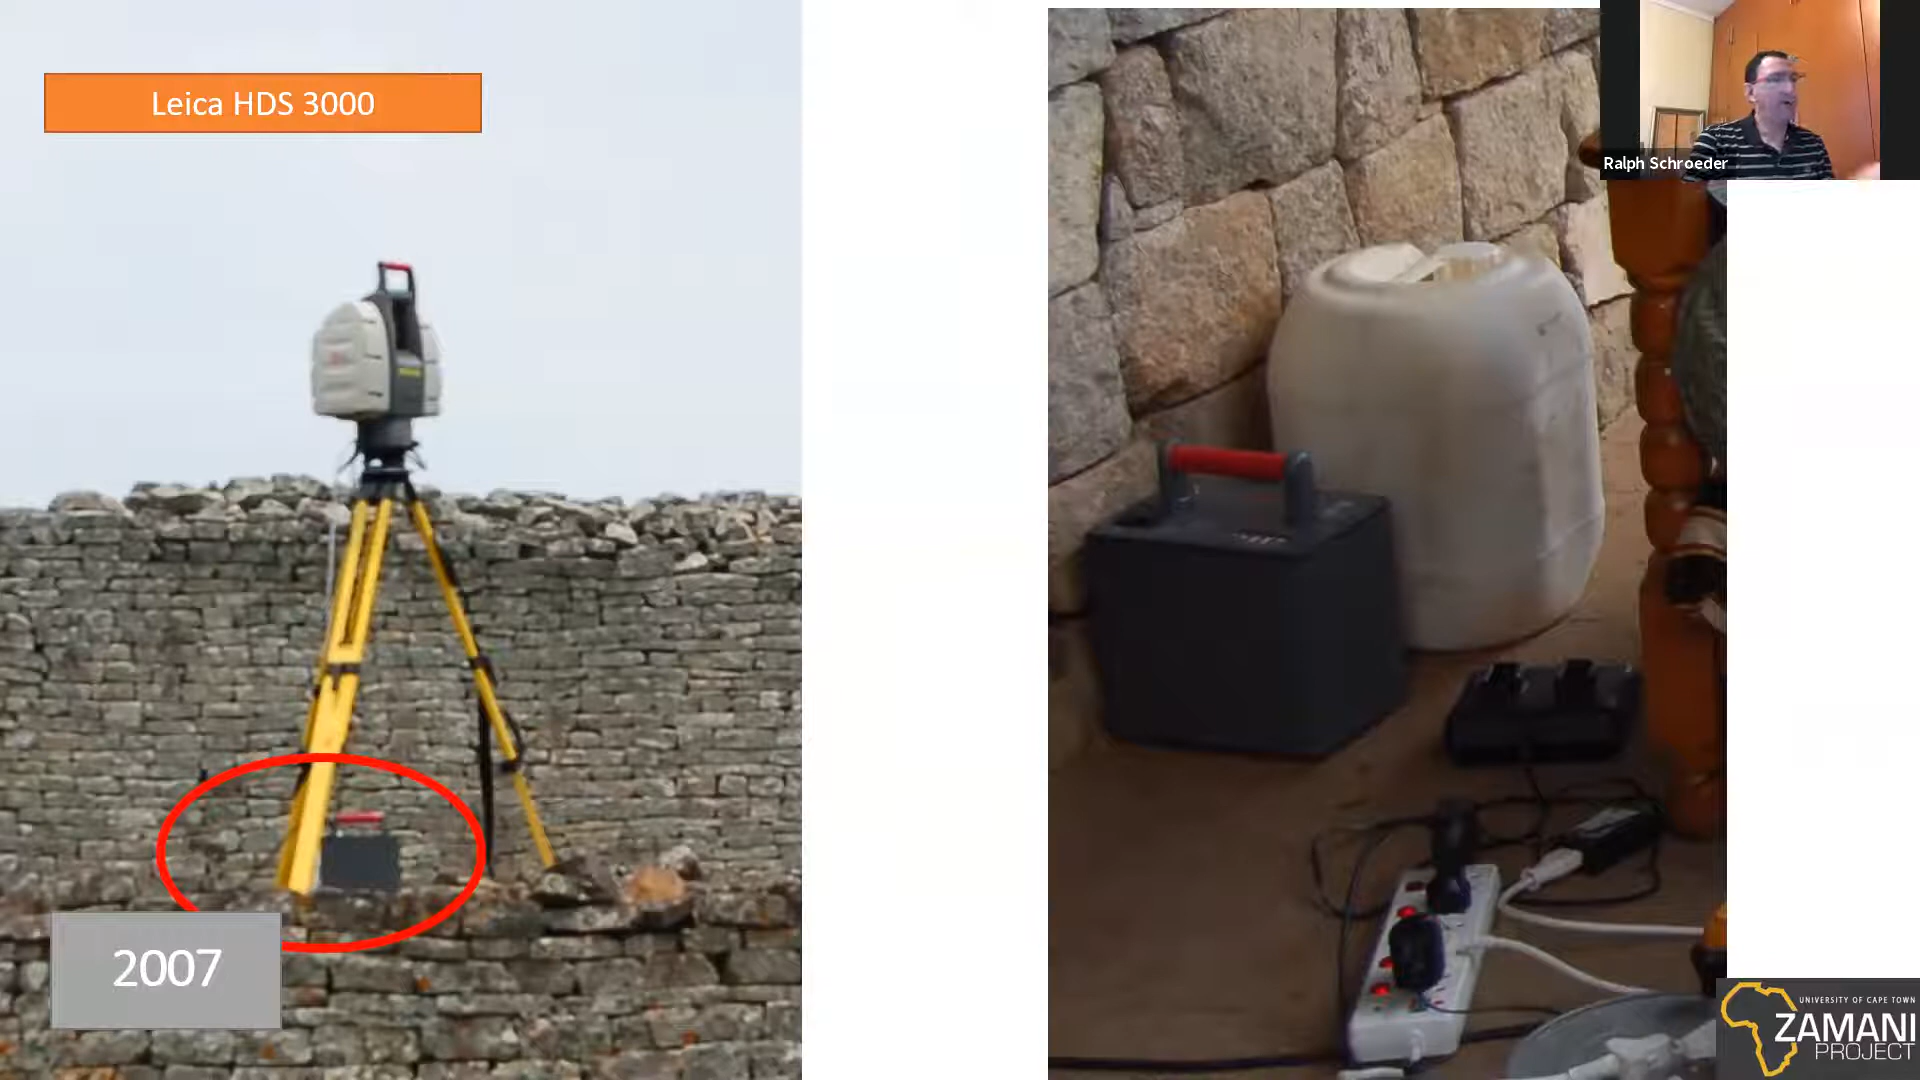 Leica HDS 3000
Ralph Schroeder
2007
UNIVERSITY OF CAPE TOWN
ZAMANI
PROJECT